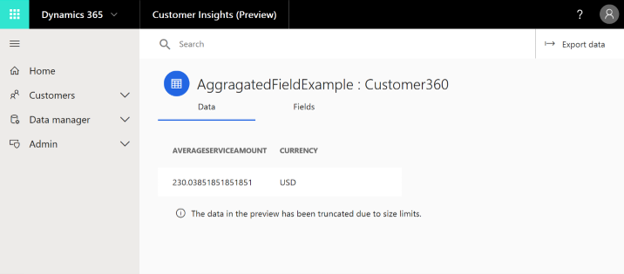 Dynamics 365
Customer Insights (Preview)
?
Search
Export data
Home
Customers
Data manager
Admin
AggragatedFieldExample : Customer360
Data Fields
AVERAGESERVICEAMOUNT CURRENCY
230.03851851851851 USD
The data in the preview has been truncated due to size limits.